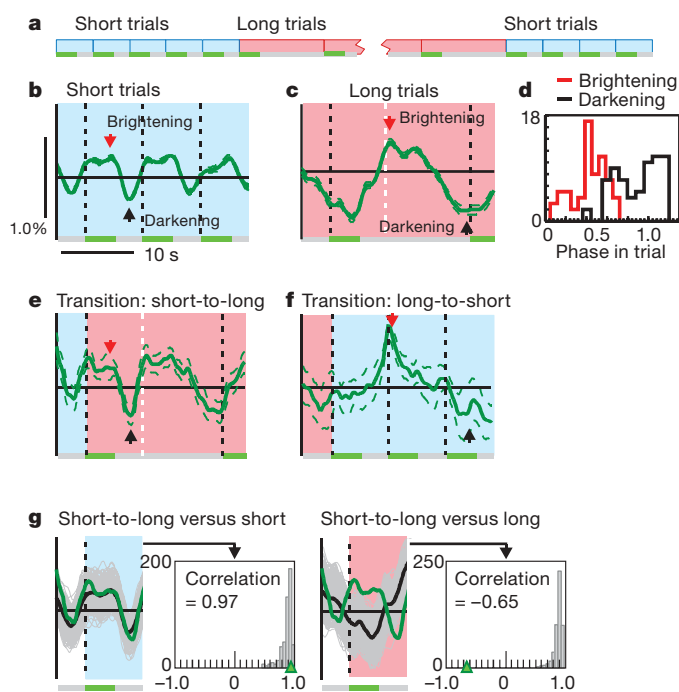 a
Short trials Long trials Short trials
b Short trials
Brightening
Darkening
1.0%
10 s
c Long trials
Brightening
Darkening
d
Brightening
Darkening
18
0
0.0 0.5 1.0
Phase in trial
e Transition: short-to-long
f Transition: long-to-short
g Short-to-long versus short
200
Correlation
= 0.97
0
−1.0 0 1.0
Short-to-long versus long
250
Correlation
= −0.65
0
−1.0 0 1.0